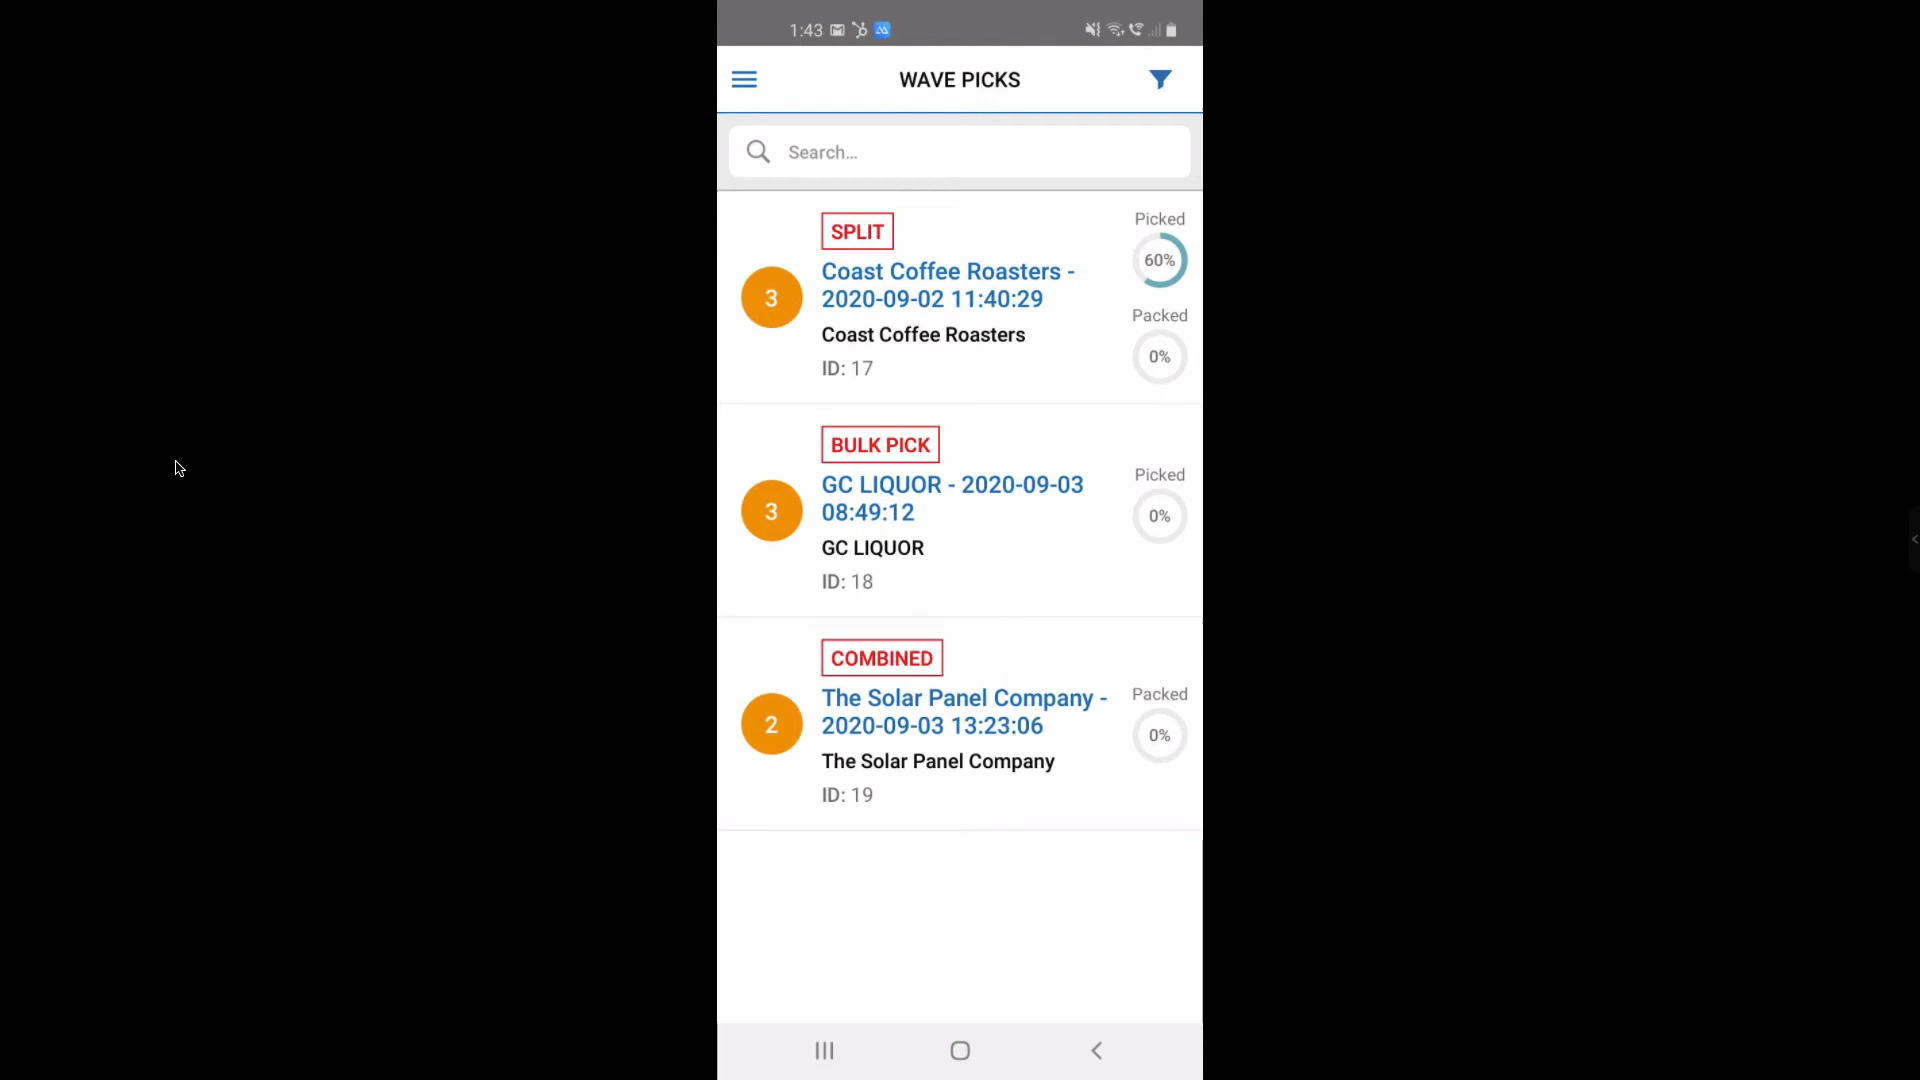 1:43
WAVE PICKS
Search...
SPLIT
Coast Coffee Roasters -
2020-09-02 11:40:29
Coast Coffee Roasters
ID: 17
3
Picked
60%
Packed
0%
BULK PICK
GC LIQUOR - 2020-09-03
08:49:12
GC LIQUOR
ID: 18
3
Picked
0%
COMBINED
The Solar Panel Company -
2020-09-03 13:23:06
The Solar Panel Company
ID: 19
2
Packed
0%